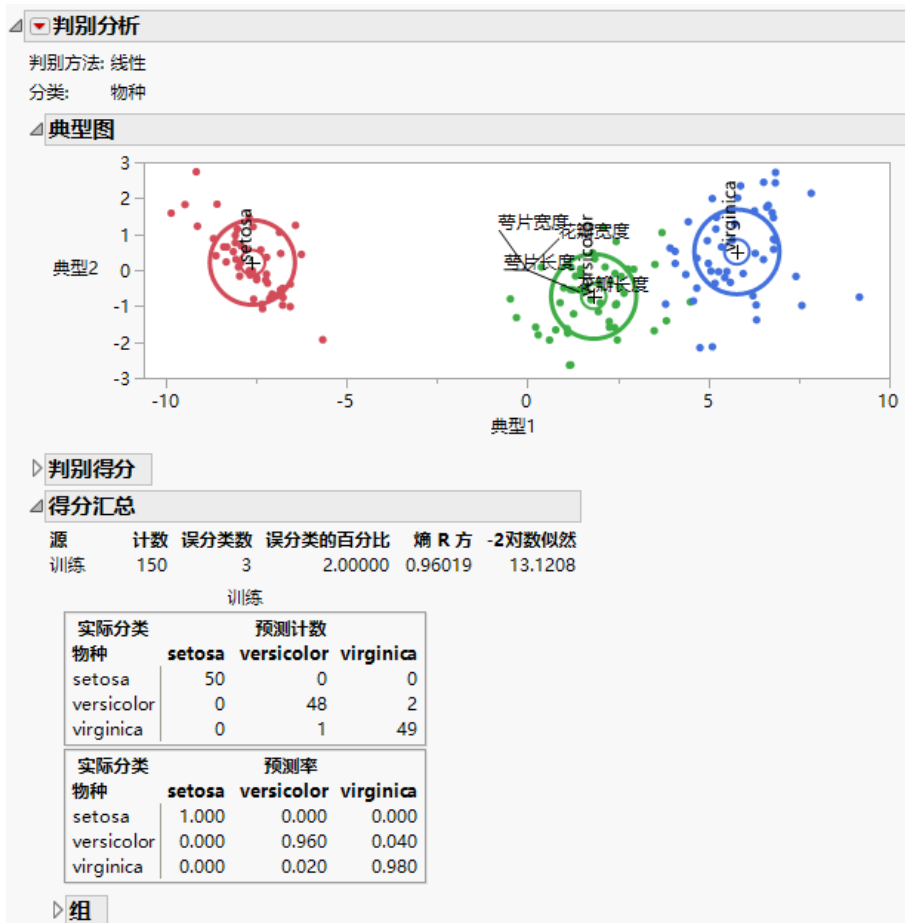 判别分析
判别方法: 线性
分类: 物种
典型图
3
2
1
0
-1
-2
-3
典型2
setosa
萼片宽度
花瓣宽度
萼片长度
花瓣长度
versicolor
virginica
-10 -5 0 5 10
典型1
判别得分
得分汇总
源 计数 误分类数 误分类的百分比 熵 R 方 -2对数似然
训练 150 3 2.00000 0.96019 13.1208
训练
实际分类 预测计数
物种 setosa versicolor virginica
setosa 50 0 0
versicolor 0 48 2
virginica 0 1 49
实际分类 预测率
物种 setosa versicolor virginica
setosa 1.000 0.000 0.000
versicolor 0.000 0.960 0.040
virginica 0.000 0.020 0.980
组